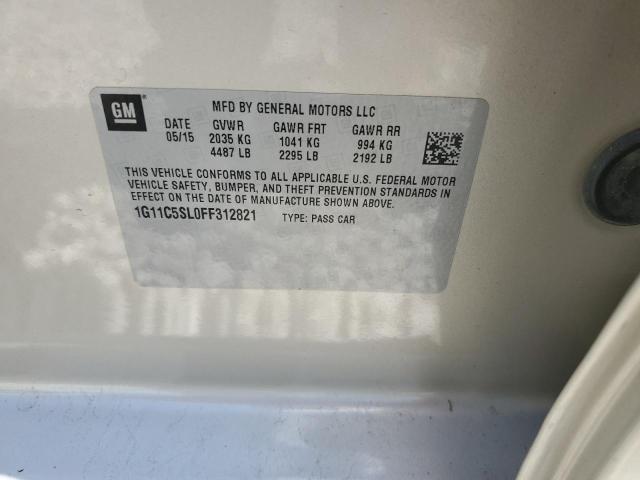 GM
MFD BY GENERAL MOTORS LLC
DATE GVWR GAWR FRT GAWR RR
05/15 2035 KG 1041 KG 994 KG
4487 LB 2295 LB 2192 LB
THIS VEHICLE CONFORMS TO ALL APPLICABLE U.S. FEDERAL MOTOR
VEHICLE SAFETY, BUMPER, AND THEFT PREVENTION STANDARDS IN
EFFECT ON THE DATE OF MANUFACTURE SHOWN ABOVE.
1G11C5SL0FF312821 TYPE: PASS CAR